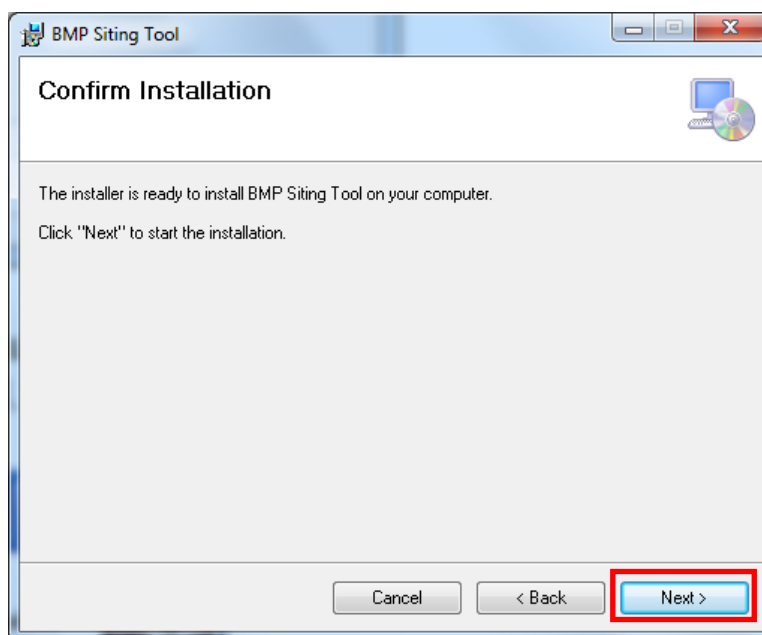 BMP Siting Tool
Confirm Installation
The installer is ready to install BMP Siting Tool on your computer.
Click "Next" to start the installation.
Cancel
< Back
Next >